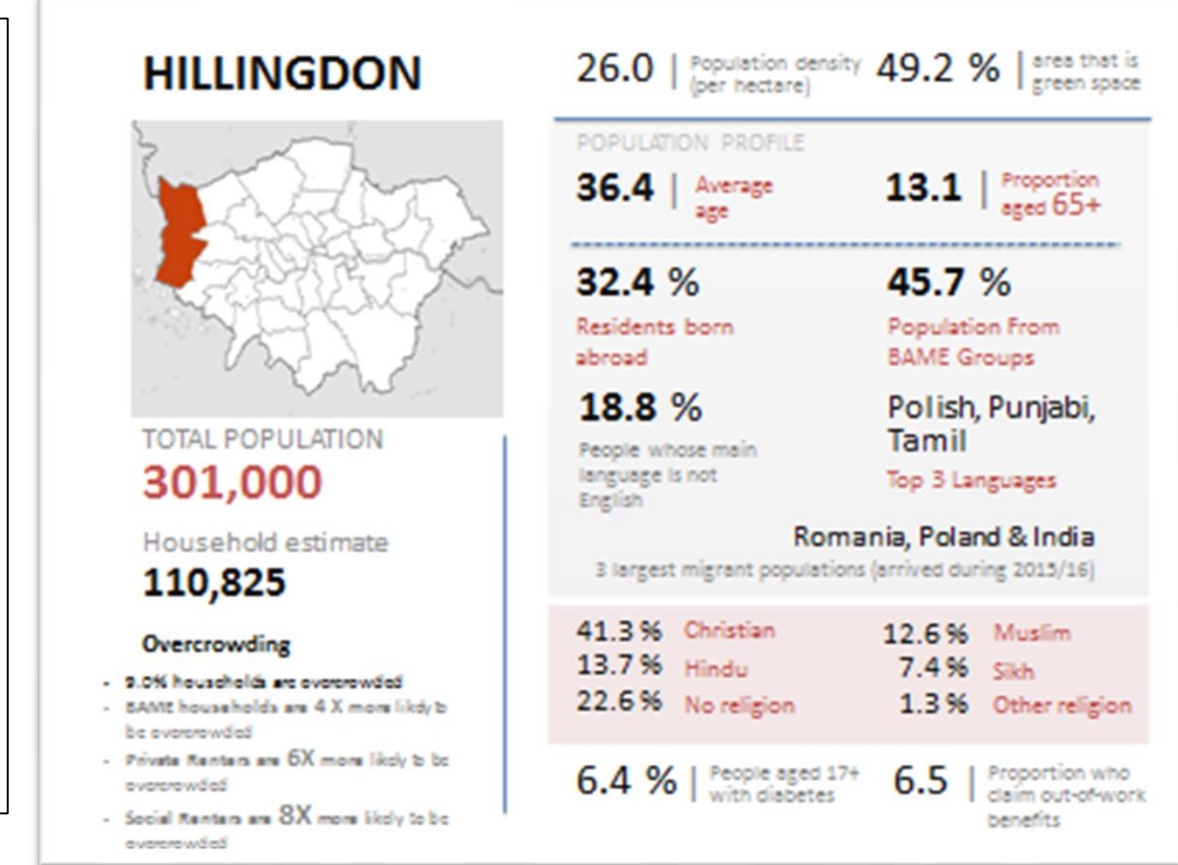 HILLINGDON
TOTAL POPULATION
301,000
Household estimate
110,825
Overcrowding
- 9.0% households are overcrowded
- BAME households are 4 X more likely to
be overcrowded
- Private Renters are 6X more likely to be
overcrowded
- Social Renters are 8X more likely to be
overcrowded
26.0 | Population density
(per hectare)
49.2 % | area that is
green space
POPULATION PROFILE
36.4 | Average
age
13.1 | Proportion
aged 65+
32.4 %
Residents born
abroad
45.7 %
Population From
BAME Groups
18.8 %
People whose main
language is not
English
Polish, Punjabi,
Tamil
Top 3 Languages
Romania, Poland & India
3 largest migrant populations (arrived during 2015/16)
41.3 % Christian
12.6 % Muslim
13.7 % Hindu
7.4 % Sikh
22.6 % No religion
1.3 % Other religion
6.4 % | People aged 17+
with diabetes
6.5 | Proportion who
claim out-of-work
benefits